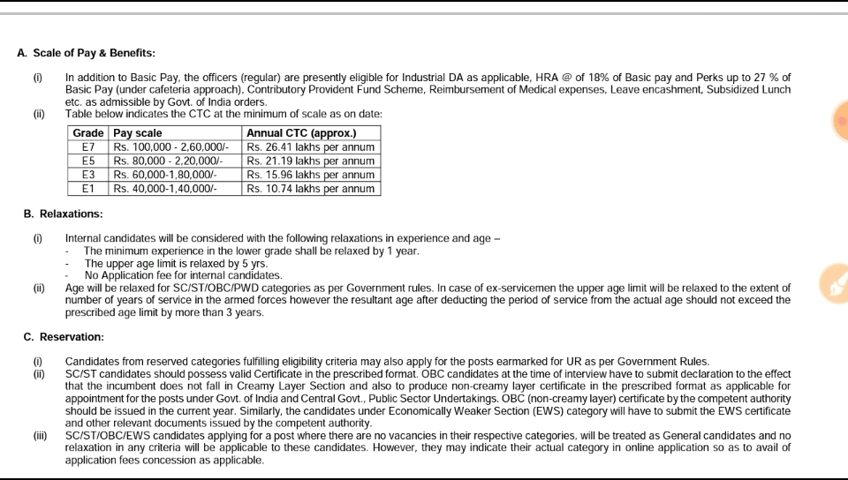 A. Scale of Pay & Benefits:
(i) In addition to Basic Pay, the officers (regular) are presently eligible for Industrial DA as applicable, HRA @ of 18% of Basic pay and Perks up to 27 % of
Basic Pay (under cafeteria approach), Contributory Provident Fund Scheme, Reimbursement of Medical expenses, Leave encashment, Subsidized Lunch
etc. as admissible by Govt. of India orders.
(ii) Table below indicates the CTC at the minimum of scale as on date:
Grade Pay scale Annual CTC (approx.)
E7 Rs. 100,000 - 2,60,000/- Rs. 26.41 lakhs per annum
E5 Rs. 80,000 - 2,20,000/- Rs. 21.19 lakhs per annum
E3 Rs. 60,000-1,80,000/- Rs. 15.96 lakhs per annum
E1 Rs. 40,000-1,40,000/- Rs. 10.74 lakhs per annum
B. Relaxations:
(i) Internal candidates will be considered with the following relaxations in experience and age –
- The minimum experience in the lower grade shall be relaxed by 1 year.
- The upper age limit is relaxed by 5 yrs.
- No Application fee for internal candidates.
(ii) Age will be relaxed for SC/ST/OBC/PWD categories as per Government rules. In case of ex-servicemen the upper age limit will be relaxed to the extent of
number of years of service in the armed forces however the resultant age after deducting the period of service from the actual age should not exceed the
prescribed age limit by more than 3 years.
C. Reservation:
(i) Candidates from reserved categories fulfilling eligibility criteria may also apply for the posts earmarked for UR as per Government Rules.
(ii) SC/ST candidates should possess valid Certificate in the prescribed format. OBC candidates at the time of interview have to submit declaration to the effect
that the incumbent does not fall in Creamy Layer Section and also to produce non-creamy layer certificate in the prescribed format as applicable for
appointment for the posts under Govt. of India and Central Govt., Public Sector Undertakings. OBC (non-creamy layer) certificate by the competent authority
should be issued in the current year. Similarly, the candidates under Economically Weaker Section (EWS) category will have to submit the EWS certificate
and other relevant documents issued by the competent authority.
(iii) SC/ST/OBC/EWS candidates applying for a post where there are no vacancies in their respective categories, will be treated as General candidates and no
relaxation in any criteria will be applicable to these candidates. However, they may indicate their actual category in online application so as to avail of
application fees concession as applicable.